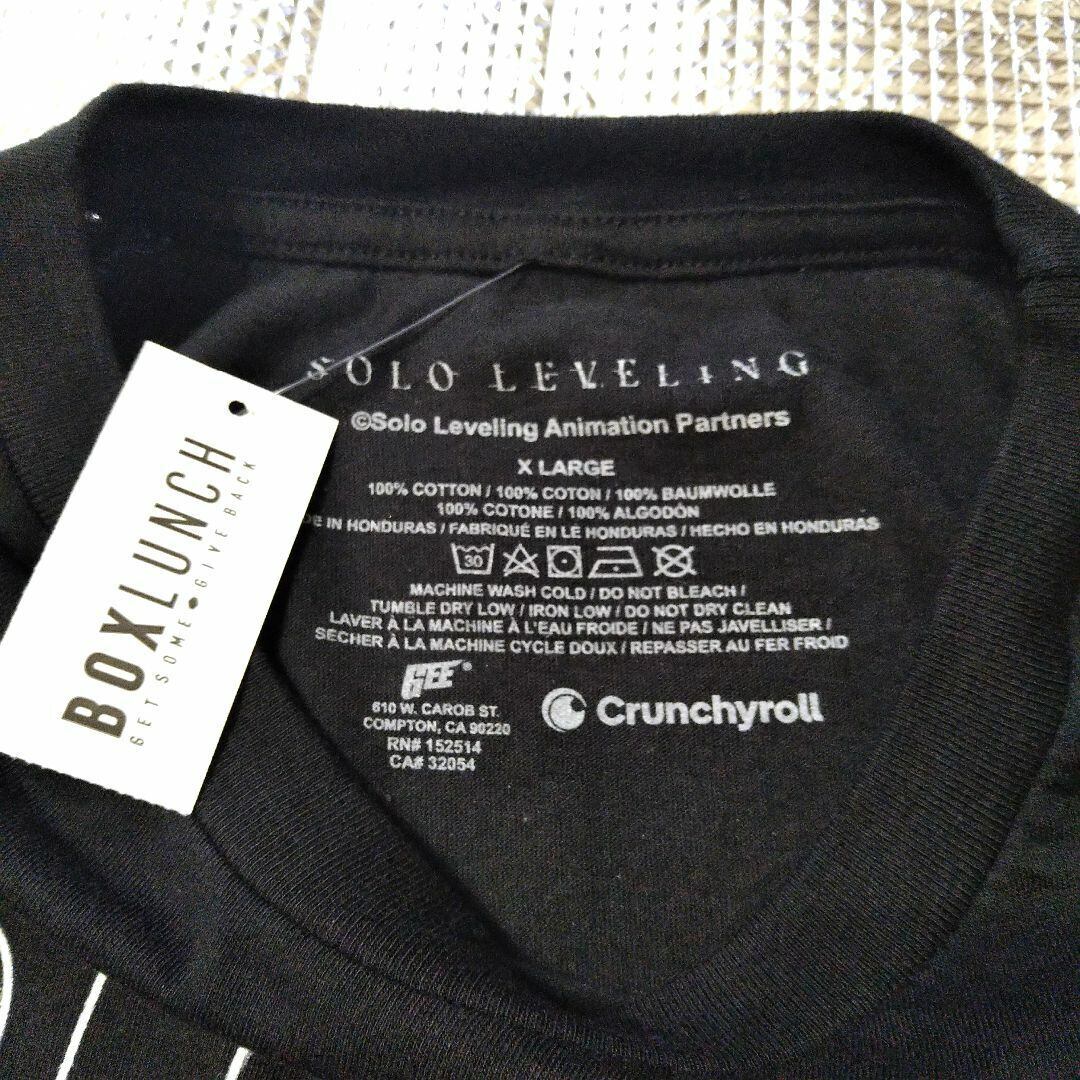 SOLO LEVELING
©Solo Leveling Animation Partners
X LARGE
100% COTTON / 100% COTON / 100% BAUMWOLLE
100% COTONE / 100% ALGODÓN
IN HONDURAS / FABRIQUÉ EN LE HONDURAS / HECHO EN HONDURAS
30
MACHINE WASH COLD / DO NOT BLEACH /
TUMBLE DRY LOW / IRON LOW / DO NOT DRY CLEAN
LAVER À LA MACHINE À L'EAU FROIDE / NE PAS JAVELLISER /
SÉCHER À LA MACHINE CYCLE DOUX / REPASSER AU FER FROID
GEE®
610 W. CAROB ST.
COMPTON, CA 90220
RN# 152514
CA# 32054
Crunchyroll
BOXLUNCH
GET SOME • GIVE BACK